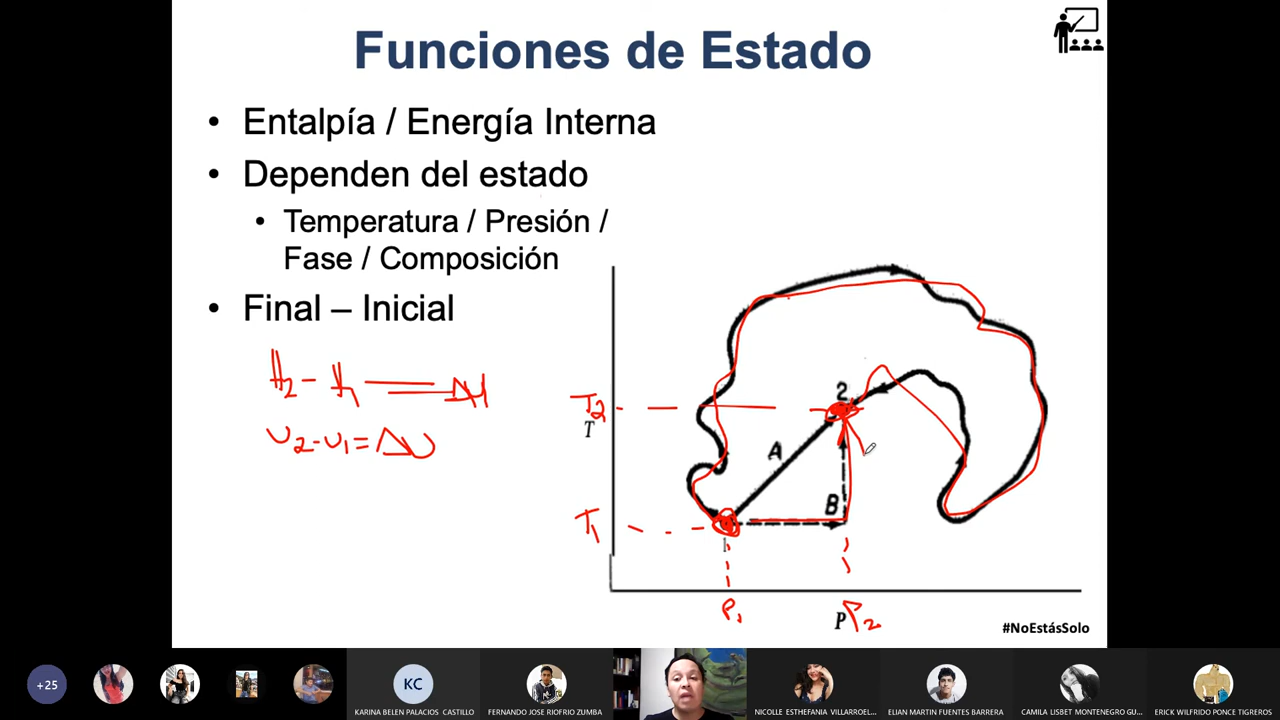 Funciones de Estado
• Entalpía / Energía Interna
• Dependen del estado
• Temperatura / Presión /
Fase / Composición
• Final – Inicial
H2 - H1 = ΔH
U2 - U1 = ΔU
T2
T
T1
2
A
B
1
P1
P
P2
#NoEstásSolo
+25
KC
KARINA BELEN PALACIOS CASTILLO
FERNANDO JOSE RIOFRIO ZUMBA
NICOLLE ESTHEFANIA VILLARROEL...
ELIAN MARTIN FUENTES BARRERA
CAMILA LISBET MONTENEGRO GU...
ERICK WILFRIDO PONCE TIGREROS